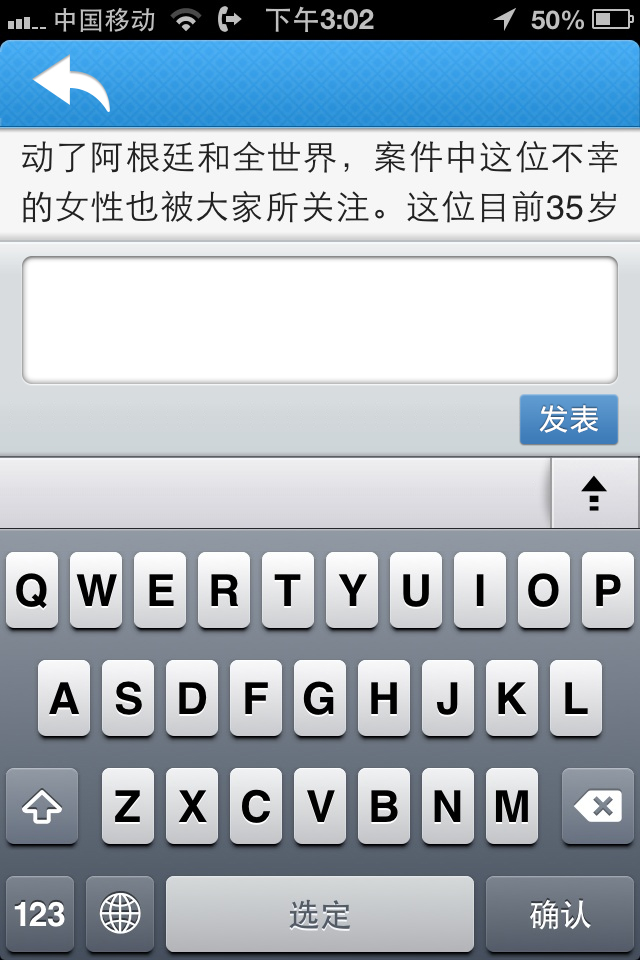 中国移动 下午3:02 50%
动了阿根廷和全世界，案件中这位不幸
的女性也被大家所关注。这位目前35岁
发表
Q W E R T Y U I O P
A S D F G H J K L
Z X C V B N M
123 选定 确认